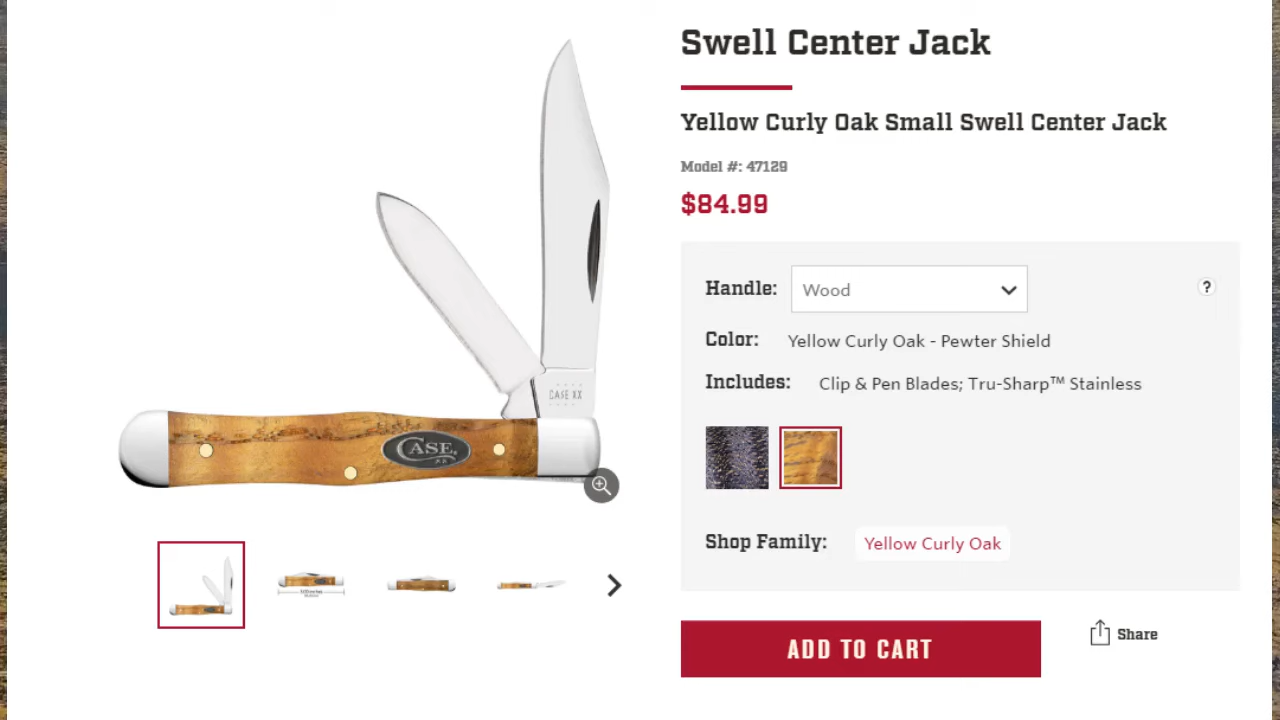 Swell Center Jack
Yellow Curly Oak Small Swell Center Jack
Model #: 47129
$84.99
Handle: Wood
?
Color: Yellow Curly Oak - Pewter Shield
Includes: Clip & Pen Blades; Tru-Sharp™ Stainless
CASE XX
CASE
XX
Shop Family: Yellow Curly Oak
ADD TO CART
Share